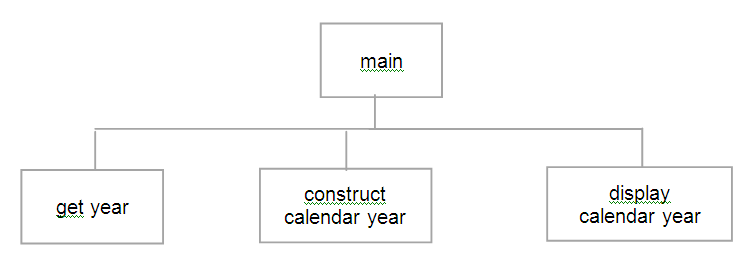 main
get year
construct
calendar year
display
calendar year